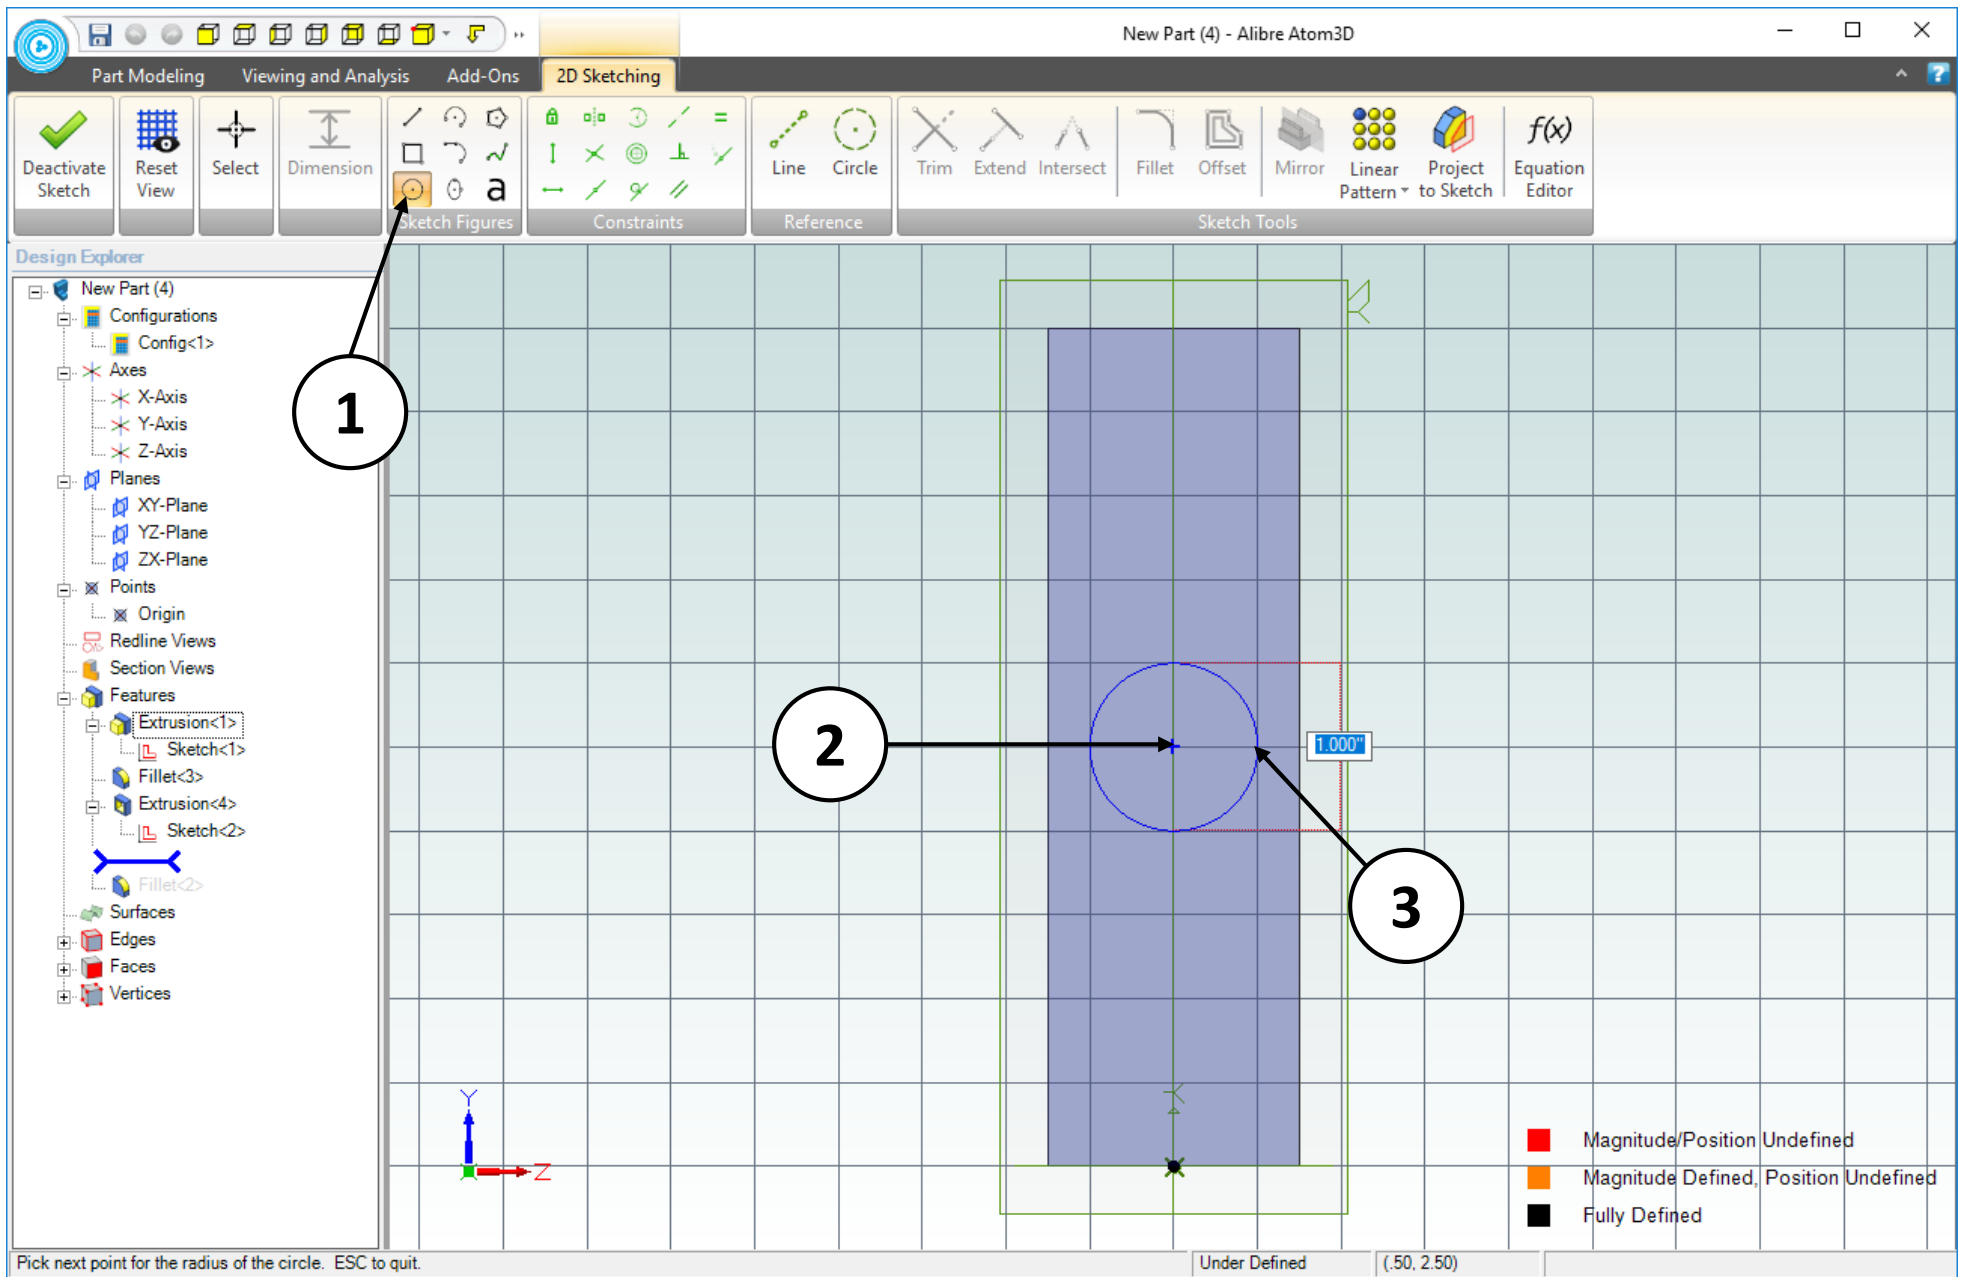 New Part (4) - Alibre Atom3D
Part Modeling
Viewing and Analysis
Add-Ons
2D Sketching
?
Deactivate
Sketch
Reset
View
Select
Dimension
a
Line
Circle
Trim
Extend
Intersect
Fillet
Offset
Mirror
Linear
Pattern
Project
to Sketch
f(x)
Equation
Editor
Sketch Figures
Constraints
Reference
Sketch Tools
Design Explorer
New Part (4)
Configurations
Config<1>
Axes
X-Axis
Y-Axis
Z-Axis
Planes
XY-Plane
YZ-Plane
ZX-Plane
Points
Origin
Redline Views
Section Views
Features
Extrusion<1>
Sketch<1>
Fillet<3>
Extrusion<4>
Sketch<2>
Fillet<2>
Surfaces
Edges
Faces
Vertices
1
2
3
1.000"
Y
Z
Magnitude/Position Undefined
Magnitude Defined, Position Undefined
Fully Defined
Pick next point for the radius of the circle. ESC to quit.
Under Defined
(.50, 2.50)